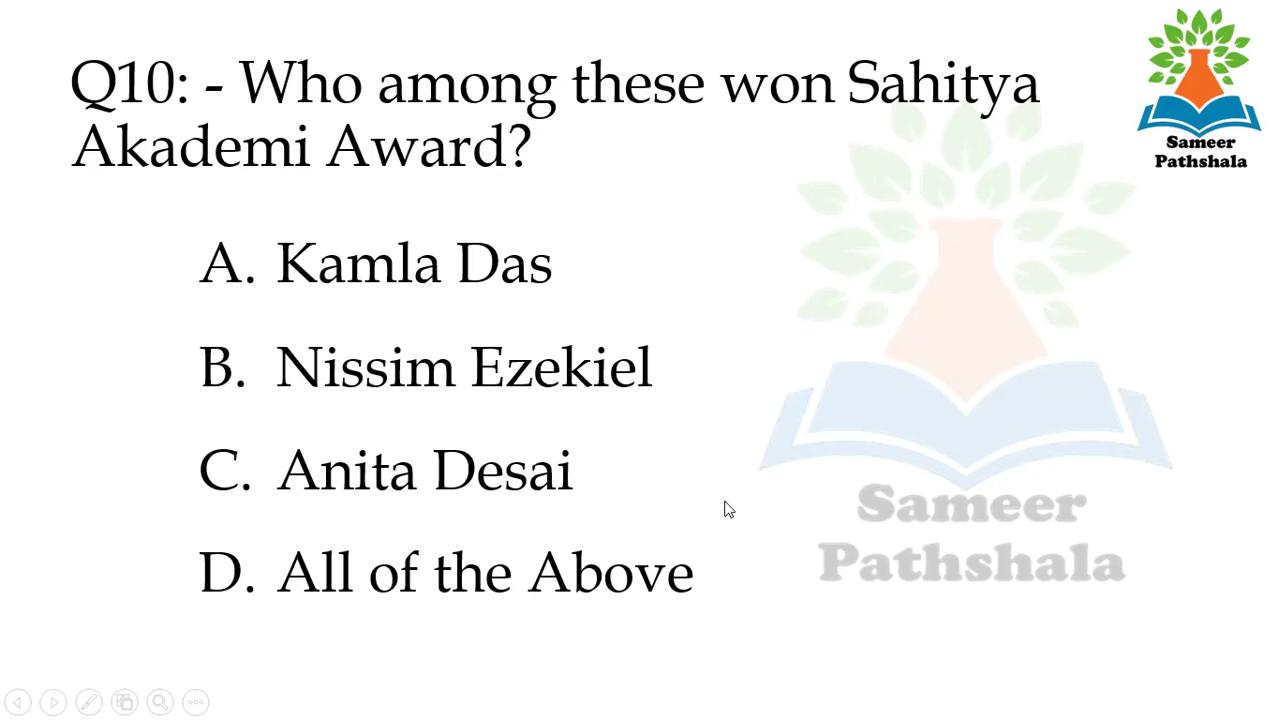 Q10: - Who among these won Sahitya
Akademi Award?
Sameer
Pathshala
A. Kamla Das
B. Nissim Ezekiel
C. Anita Desai
D. All of the Above
Sameer
Pathshala